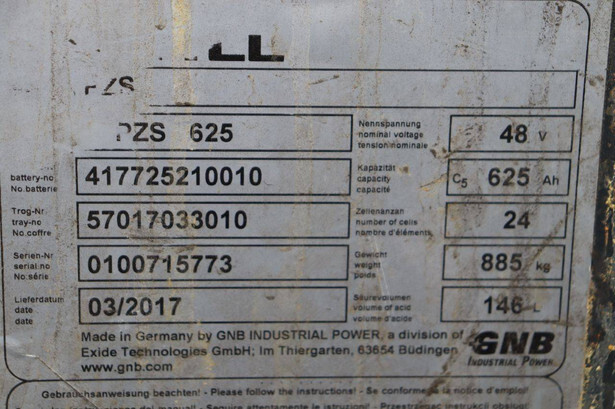 PZS
PZS 625
Nennspannung
nominal voltage
tension nominale
48 V
battery-no
No.batterie
417725210010
Kapazität
capacity
capacité
C5 625 Ah
Trog-Nr
tray-no
No.coffre
57017033010
Zellenanzahl
number of cells
nombre d'éléments
24
Serien-Nr
serial no
No.série
0100715773
Gewicht
weight
poids
885 kg
Lieferdatum
date
date
03/2017
Säurevolumen
volume of acid
volume d'acide
146 L
Made in Germany by GNB INDUSTRIAL POWER, a division of
Exide Technologies GmbH; Im Thiergarten, 63654 Büdingen
www.gnb.com
GNB
INDUSTRIAL POWER
Gebrauchsanweisung beachten! - Please follow the instructions! - Se conformer à la notice d'emploi!